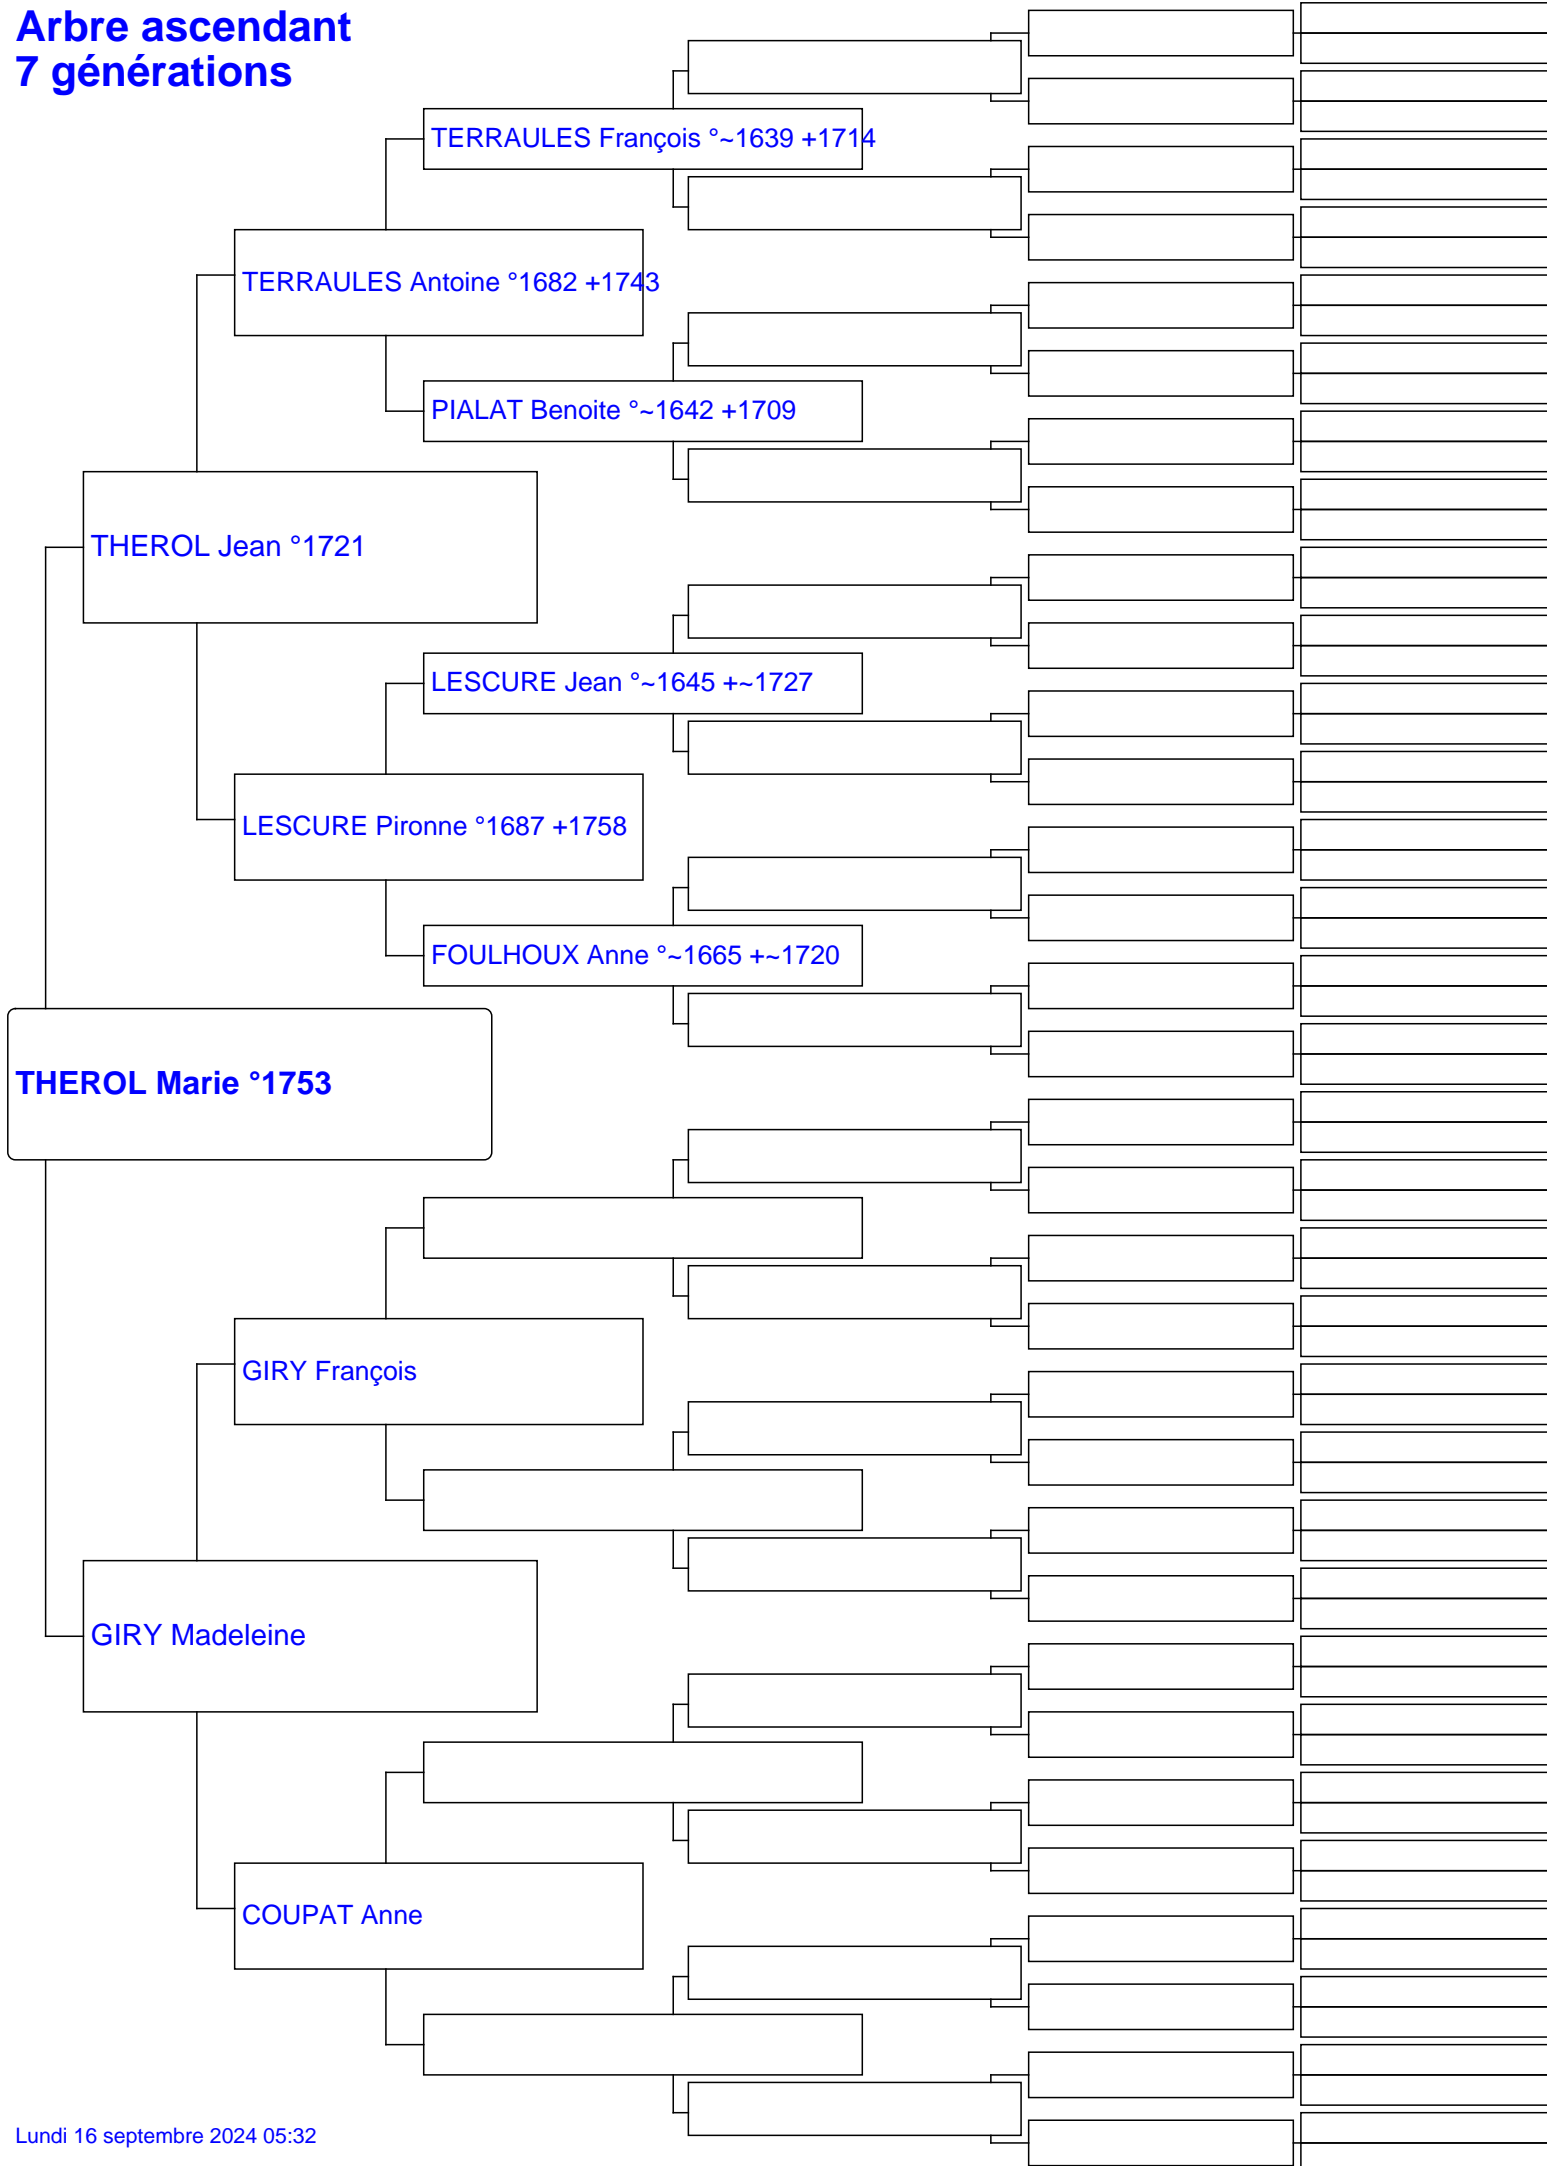 Arbre ascendant
7 générations
TERRAULES François °~1639 +1714
TERRAULES Antoine °1682 +1743
PIALAT Benoite °~1642 +1709
THEROL Jean °1721
LESCURE Jean °~1645 +~1727
LESCURE Pironne °1687 +1758
FOULHOUX Anne °~1665 +~1720
THEROL Marie °1753
GIRY François
GIRY Madeleine
COUPAT Anne
Lundi 16 septembre 2024 05:32